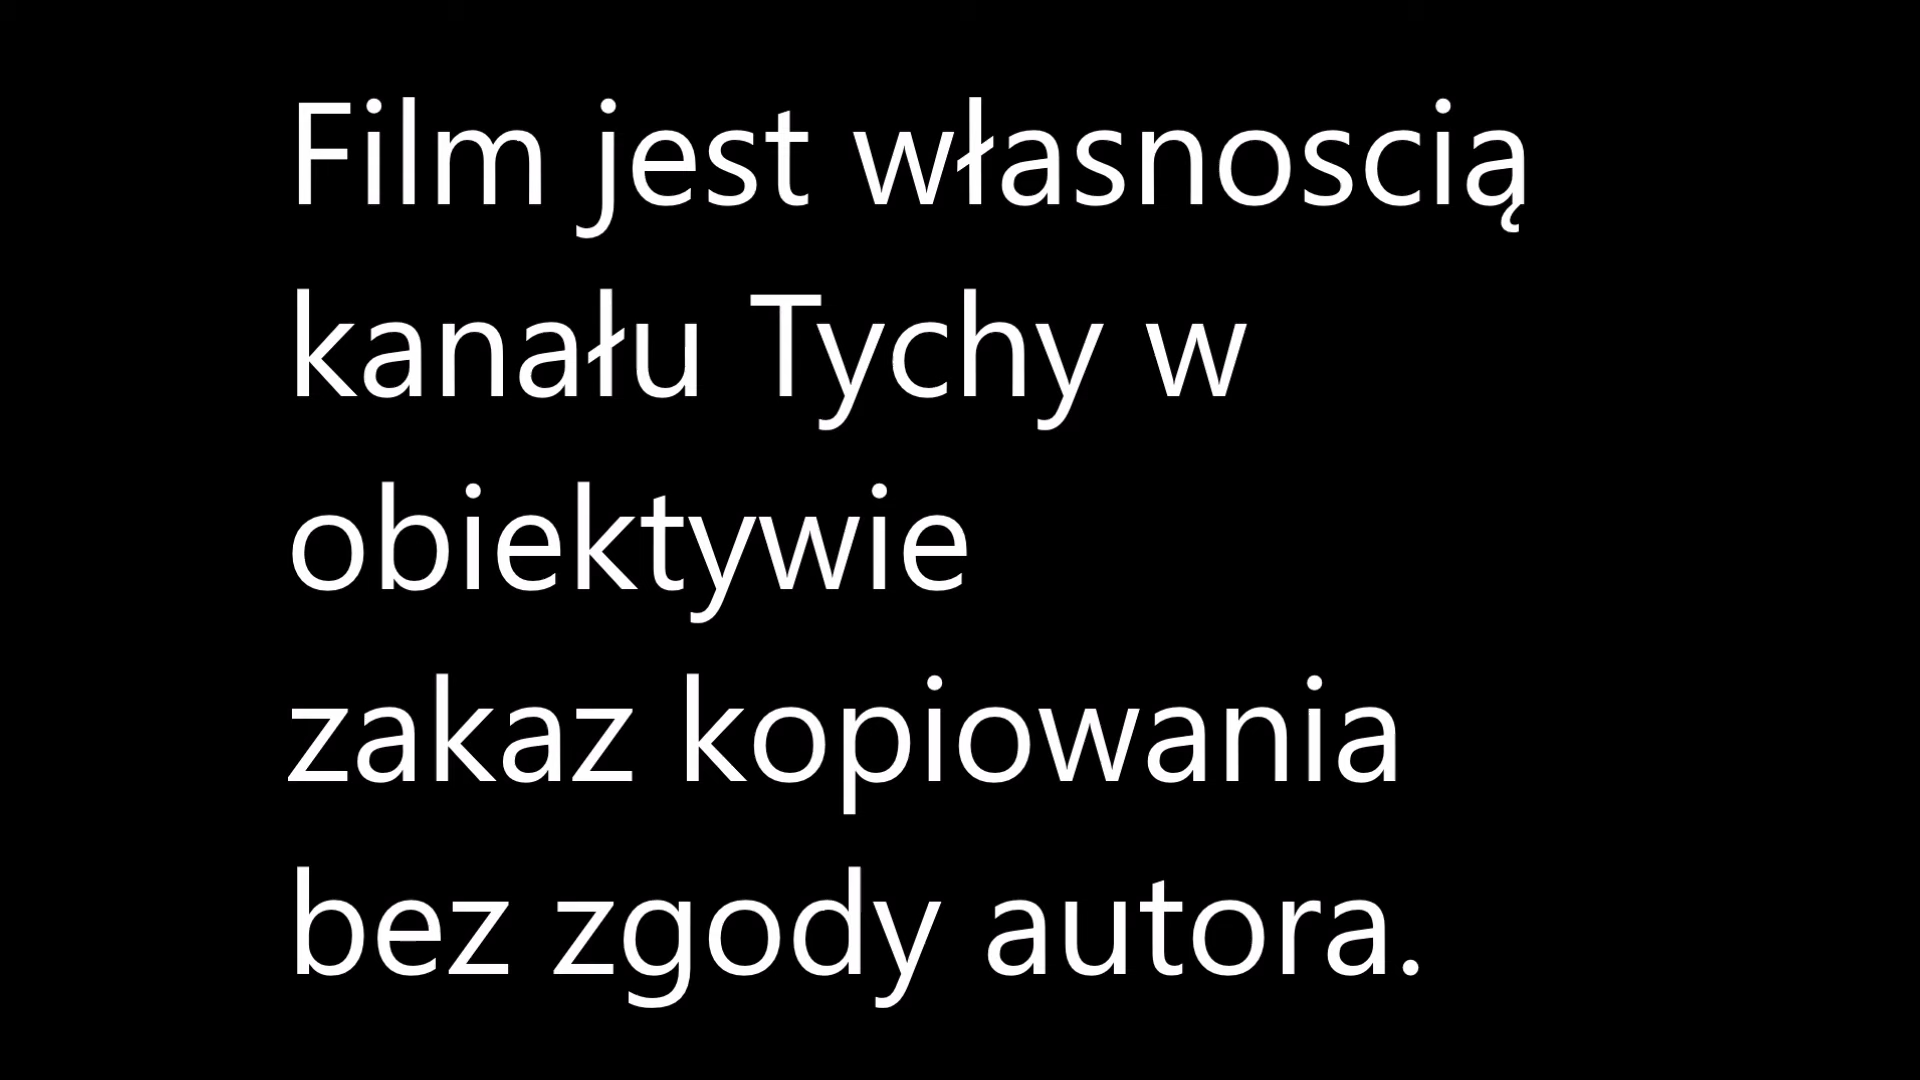 Film jest własnoscią
kanału Tychy w
obiektywie
zakaz kopiowania
bez zgody autora.